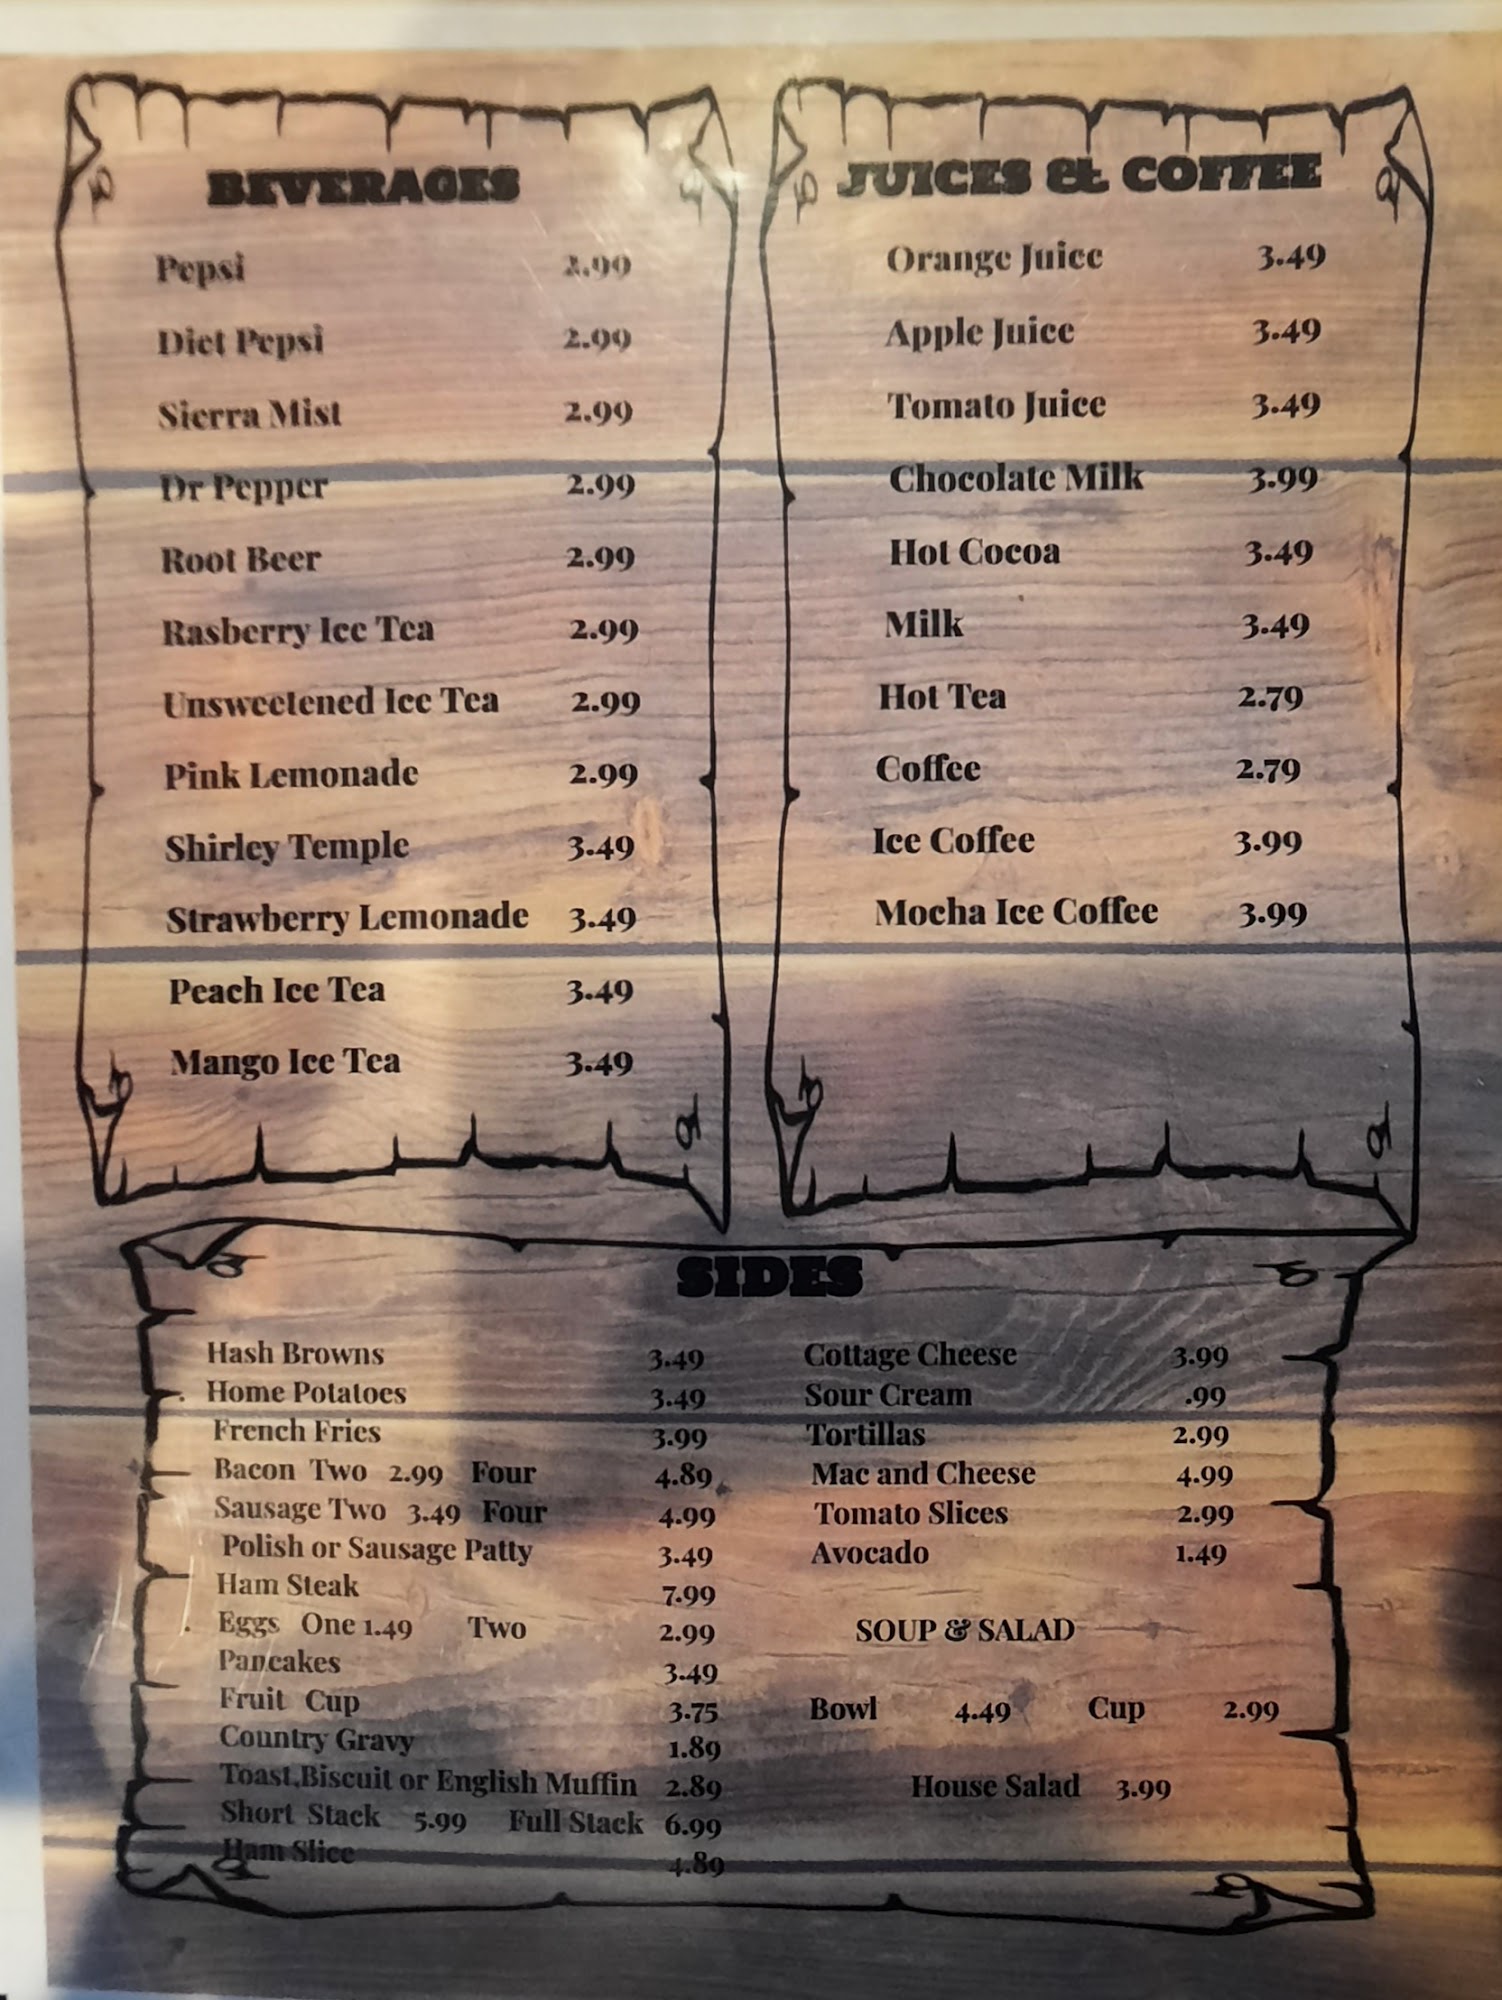 BEVERAGES
Pepsi 2.99
Diet Pepsi 2.99
Sierra Mist 2.99
Dr Pepper 2.99
Root Beer 2.99
Rasberry Ice Tea 2.99
Unsweetened Ice Tea 2.99
Pink Lemonade 2.99
Shirley Temple 3.49
Strawberry Lemonade 3.49
Peach Ice Tea 3.49
Mango Ice Tea 3.49
JUICES & COFFEE
Orange Juice 3.49
Apple Juice 3.49
Tomato Juice 3.49
Chocolate Milk 3.99
Hot Cocoa 3.49
Milk 3.49
Hot Tea 2.79
Coffee 2.79
Ice Coffee 3.99
Mocha Ice Coffee 3.99
SIDES
Hash Browns 3.49
Home Potatoes 3.49
French Fries 3.99
Bacon Two 2.99 Four 4.89
Sausage Two 3.49 Four 4.99
Polish or Sausage Patty 3.49
Ham Steak 7.99
Eggs One 1.49 Two 2.99
Pancakes 3.49
Fruit Cup 3.75
Country Gravy 1.89
Toast,Biscuit or English Muffin 2.89
Short Stack 5.99 Full Stack 6.99
Ham Slice 4.89
Cottage Cheese 3.99
Sour Cream .99
Tortillas 2.99
Mac and Cheese 4.99
Tomato Slices 2.99
Avocado 1.49
SOUP & SALAD
Bowl 4.49 Cup 2.99
House Salad 3.99